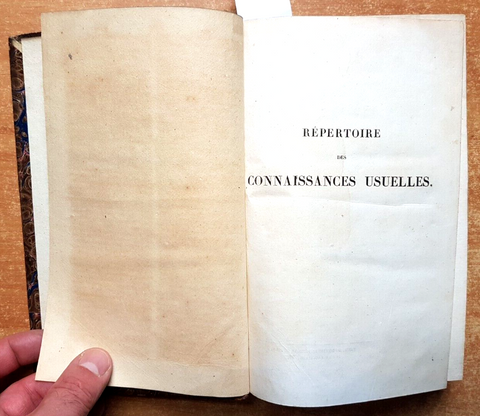 RÉPERTOIRE
DES
CONNAISSANCES USUELLES.